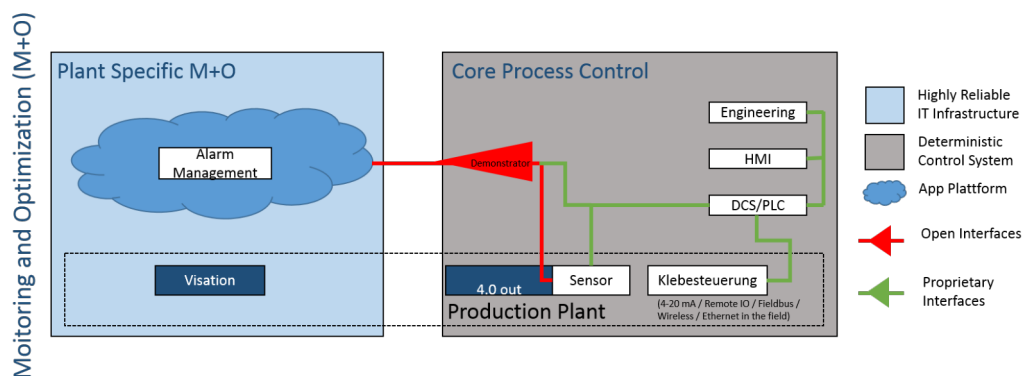 Moitoring and Optimization (M+O)
Plant Specific M+O
Alarm
Management
Visation
Core Process Control
Engineering
HMI
Demonstrator
DCS/PLC
4.0 out
Sensor
Klebesteuerung
Production Plant
(4-20 mA / Remote IO / Fieldbus /
Wireless / Ethernet in the field)
Highly Reliable
IT Infrastructure
Deterministic
Control System
App Plattform
Open Interfaces
Proprietary
Interfaces